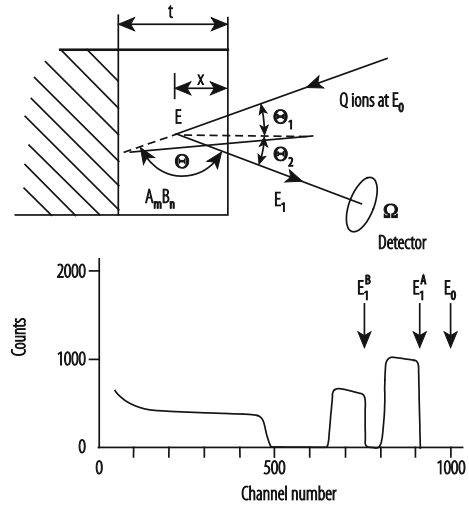 t
x
E
Θ₁
Q ions at E₀
Θ₂
Θ
AₘBₙ
E₁
Ω
Detector
2000
1000
0
Counts
E₁ᴮ
E₁ᴬ
E₀
0
500
1000
Channel number